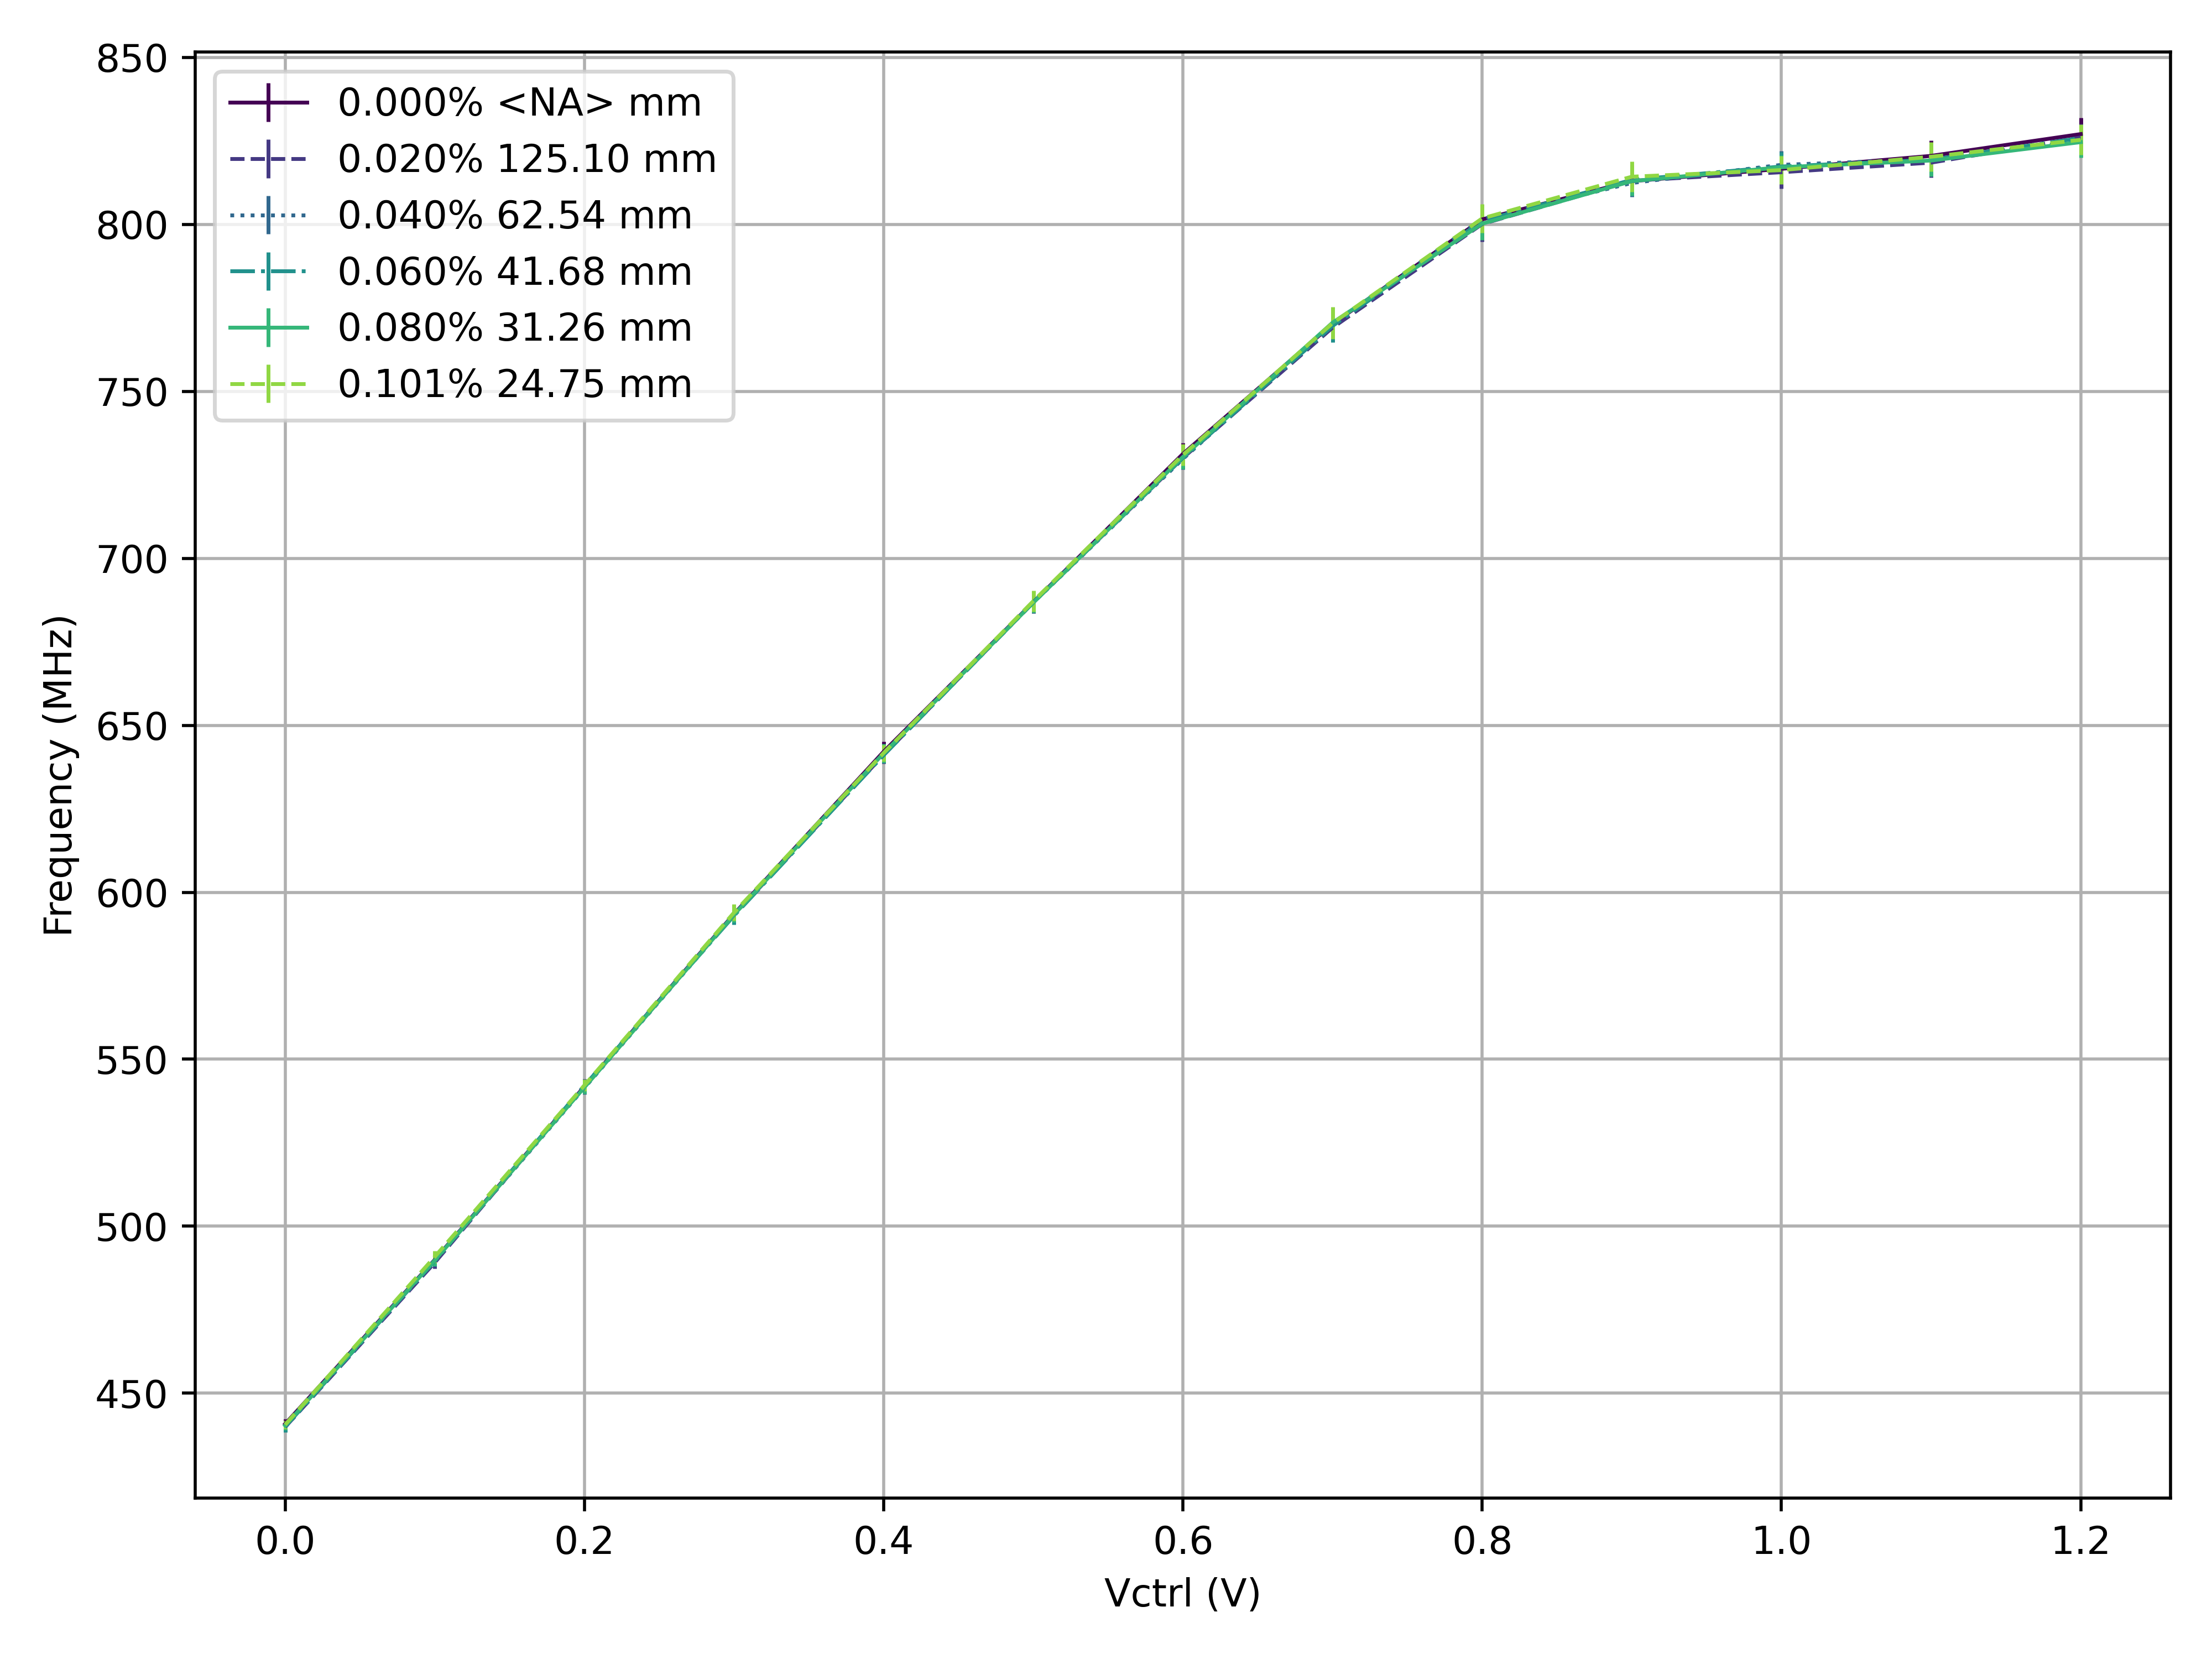 850
800
750
700
650
600
550
500
450
Frequency (MHz)
0.000% <NA> mm
0.020% 125.10 mm
0.040% 62.54 mm
0.060% 41.68 mm
0.080% 31.26 mm
0.101% 24.75 mm
0.0 0.2 0.4 0.6 0.8 1.0 1.2
Vctrl (V)